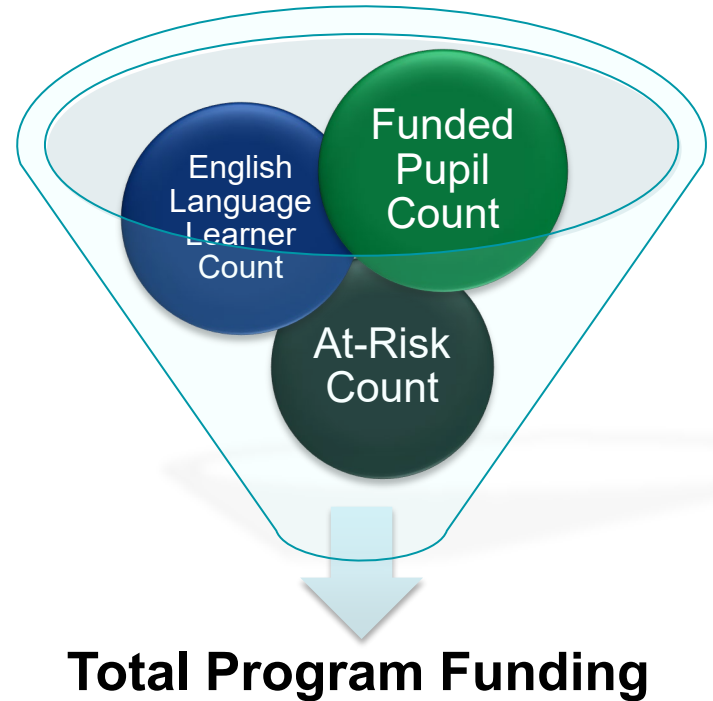 English
Language
Learner
Count
Funded
Pupil
Count
At-Risk
Count
Total Program Funding